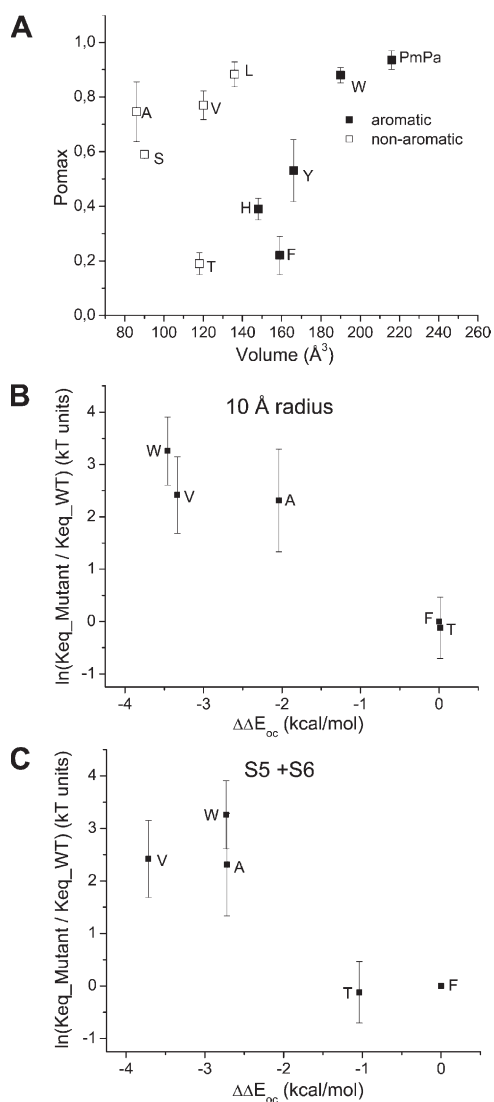 A
1,0
0,8
0,6
0,4
0,2
0,0
Pomax
A
S
V
L
T
H
F
Y
W
PmPa
aromatic
non-aromatic
80 100 120 140 160 180 200 220 240
Volume (Å³)
B
10 Å radius
4
3
2
1
0
-1
ln(Keq_Mutant / Keq_WT) (kT units)
W
V
A
F
T
-4 -3 -2 -1 0
ΔΔE_oc (kcal/mol)
C
S5 +S6
4
3
2
1
0
-1
ln(Keq_Mutant / Keq_WT) (kT units)
W
V
A
T
F
-4 -3 -2 -1 0
ΔΔE_oc (kcal/mol)